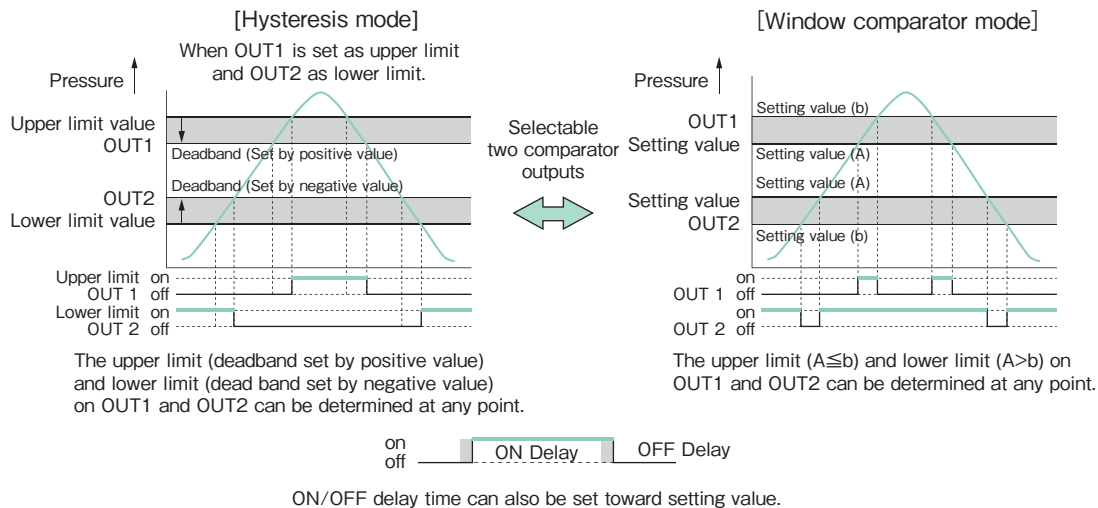 [Hysteresis mode]
When OUT1 is set as upper limit
and OUT2 as lower limit.
Pressure
Upper limit value
OUT1
Deadband (Set by positive value)
Deadband (Set by negative value)
OUT2
Lower limit value
Upper limit on
OUT 1 off
Lower limit on
OUT 2 off
The upper limit (deadband set by positive value)
and lower limit (dead band set by negative value)
on OUT1 and OUT2 can be determined at any point.
Selectable
two comparator
outputs
[Window comparator mode]
Pressure
Setting value (b)
OUT1
Setting value
Setting value (A)
Setting value (A)
Setting value
OUT2
Setting value (b)
on
OUT 1 off
on
OUT 2 off
The upper limit (A≦b) and lower limit (A>b) on
OUT1 and OUT2 can be determined at any point.
on
off
ON Delay
OFF Delay
ON/OFF delay time can also be set toward setting value.